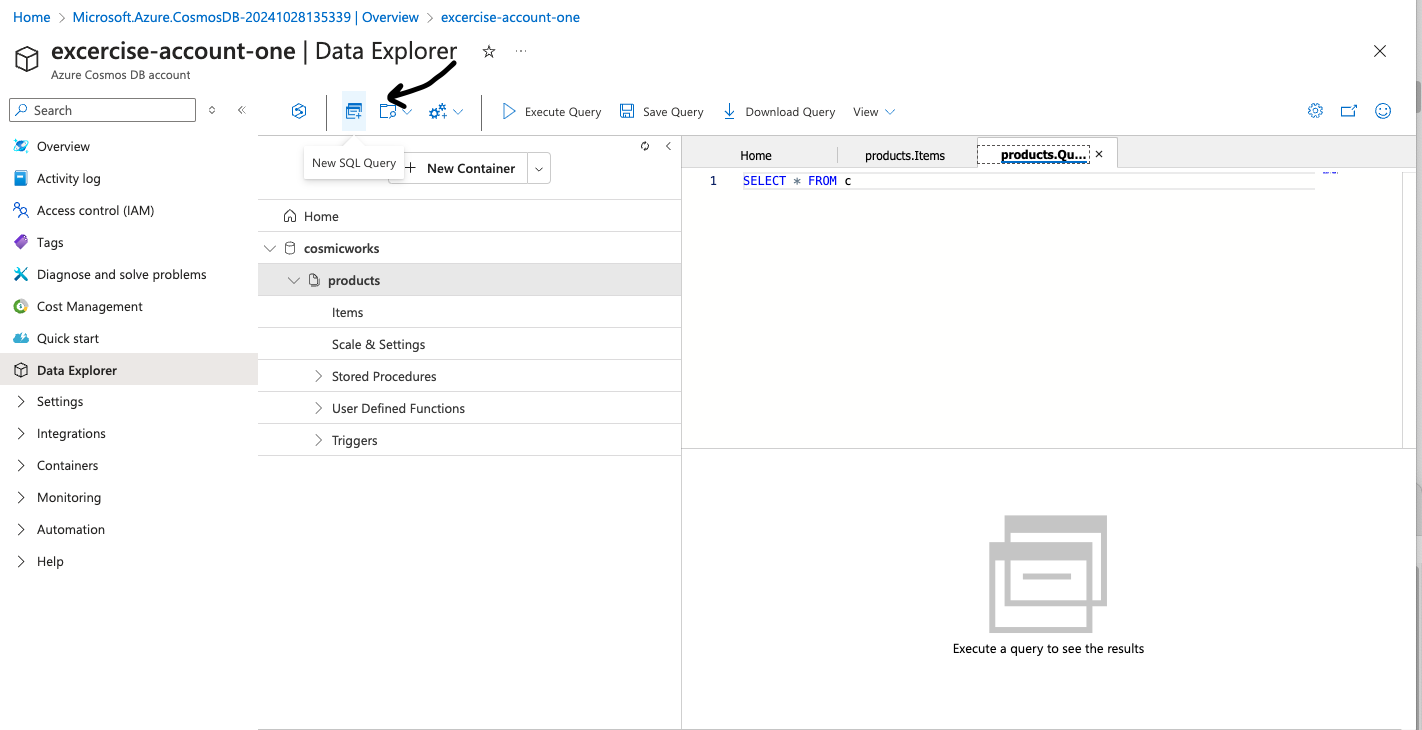 Home > Microsoft.Azure.CosmosDB-20241028135339 | Overview > excercise-account-one
excercise-account-one | Data Explorer
Azure Cosmos DB account
Search
Execute Query Save Query Download Query View
Overview
Activity log
Access control (IAM)
Tags
Diagnose and solve problems
Cost Management
Quick start
Data Explorer
Settings
Integrations
Containers
Monitoring
Automation
Help
New SQL Query
+ New Container
Home
cosmicworks
products
Items
Scale & Settings
Stored Procedures
User Defined Functions
Triggers
Home products.Items products.Qu...
1 SELECT * FROM c
Execute a query to see the results